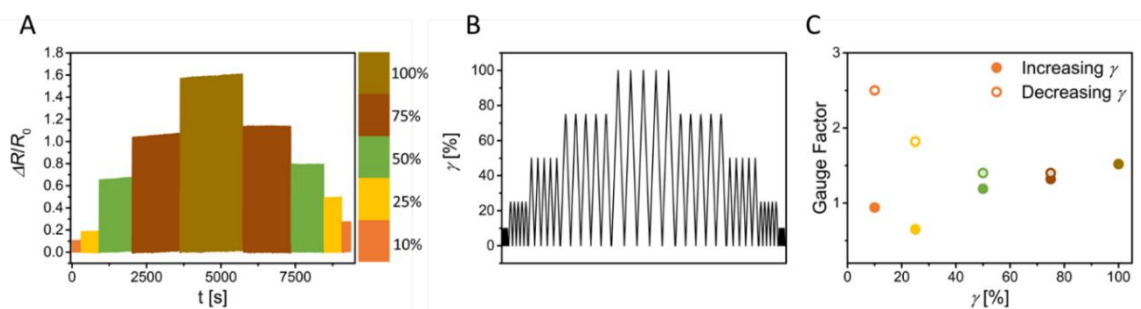 A
1.8
1.6
1.4
1.2
1.0
0.8
0.6
0.4
0.2
0.0
ΔR/R0
0 2500 5000 7500
t [s]
100%
75%
50%
25%
10%
B
100
80
60
40
20
0
γ [%]
C
3
2
1
Gauge Factor
Increasing γ
Decreasing γ
0 20 40 60 80 100
γ [%]